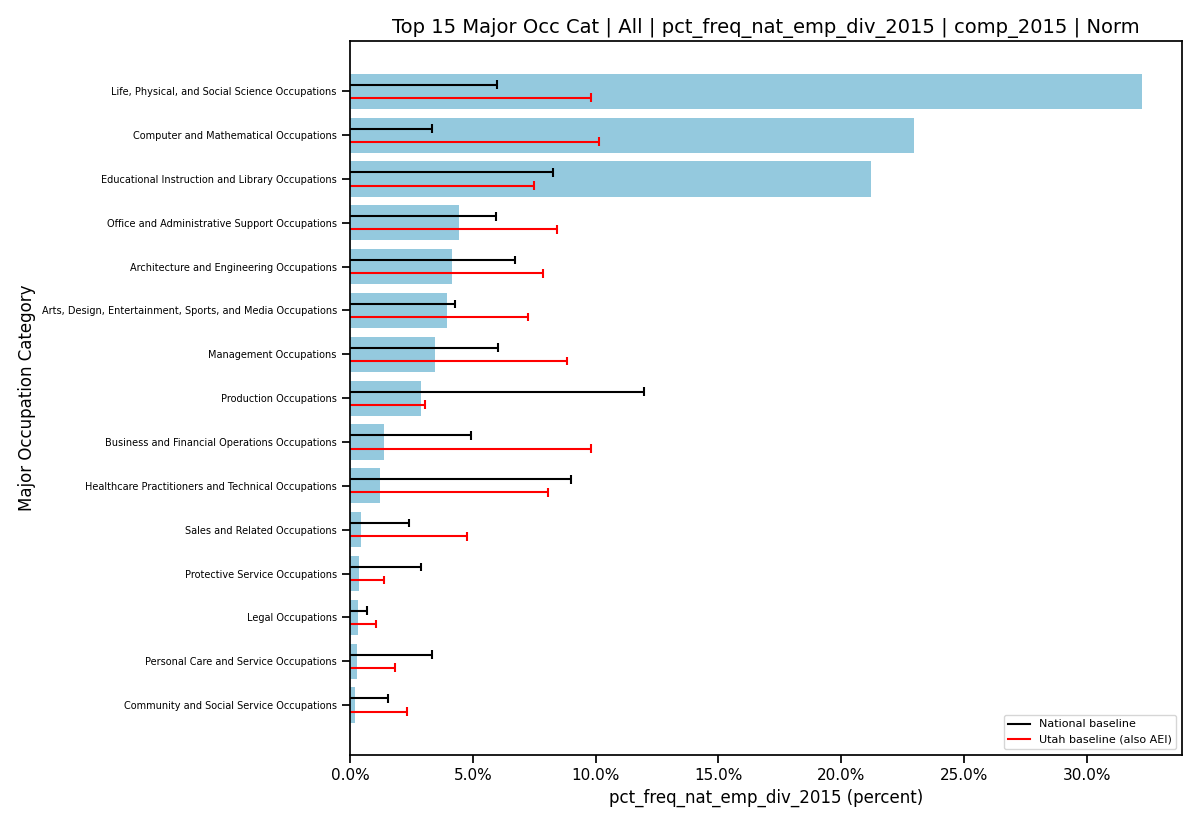 Top 15 Major Occ Cat | All | pct_freq_nat_emp_div_2015 | comp_2015 | Norm
Major Occupation Category
Life, Physical, and Social Science Occupations
Computer and Mathematical Occupations
Educational Instruction and Library Occupations
Office and Administrative Support Occupations
Architecture and Engineering Occupations
Arts, Design, Entertainment, Sports, and Media Occupations
Management Occupations
Production Occupations
Business and Financial Operations Occupations
Healthcare Practitioners and Technical Occupations
Sales and Related Occupations
Protective Service Occupations
Legal Occupations
Personal Care and Service Occupations
Community and Social Service Occupations
National baseline
Utah baseline (also AEI)
0.0% 5.0% 10.0% 15.0% 20.0% 25.0% 30.0%
pct_freq_nat_emp_div_2015 (percent)